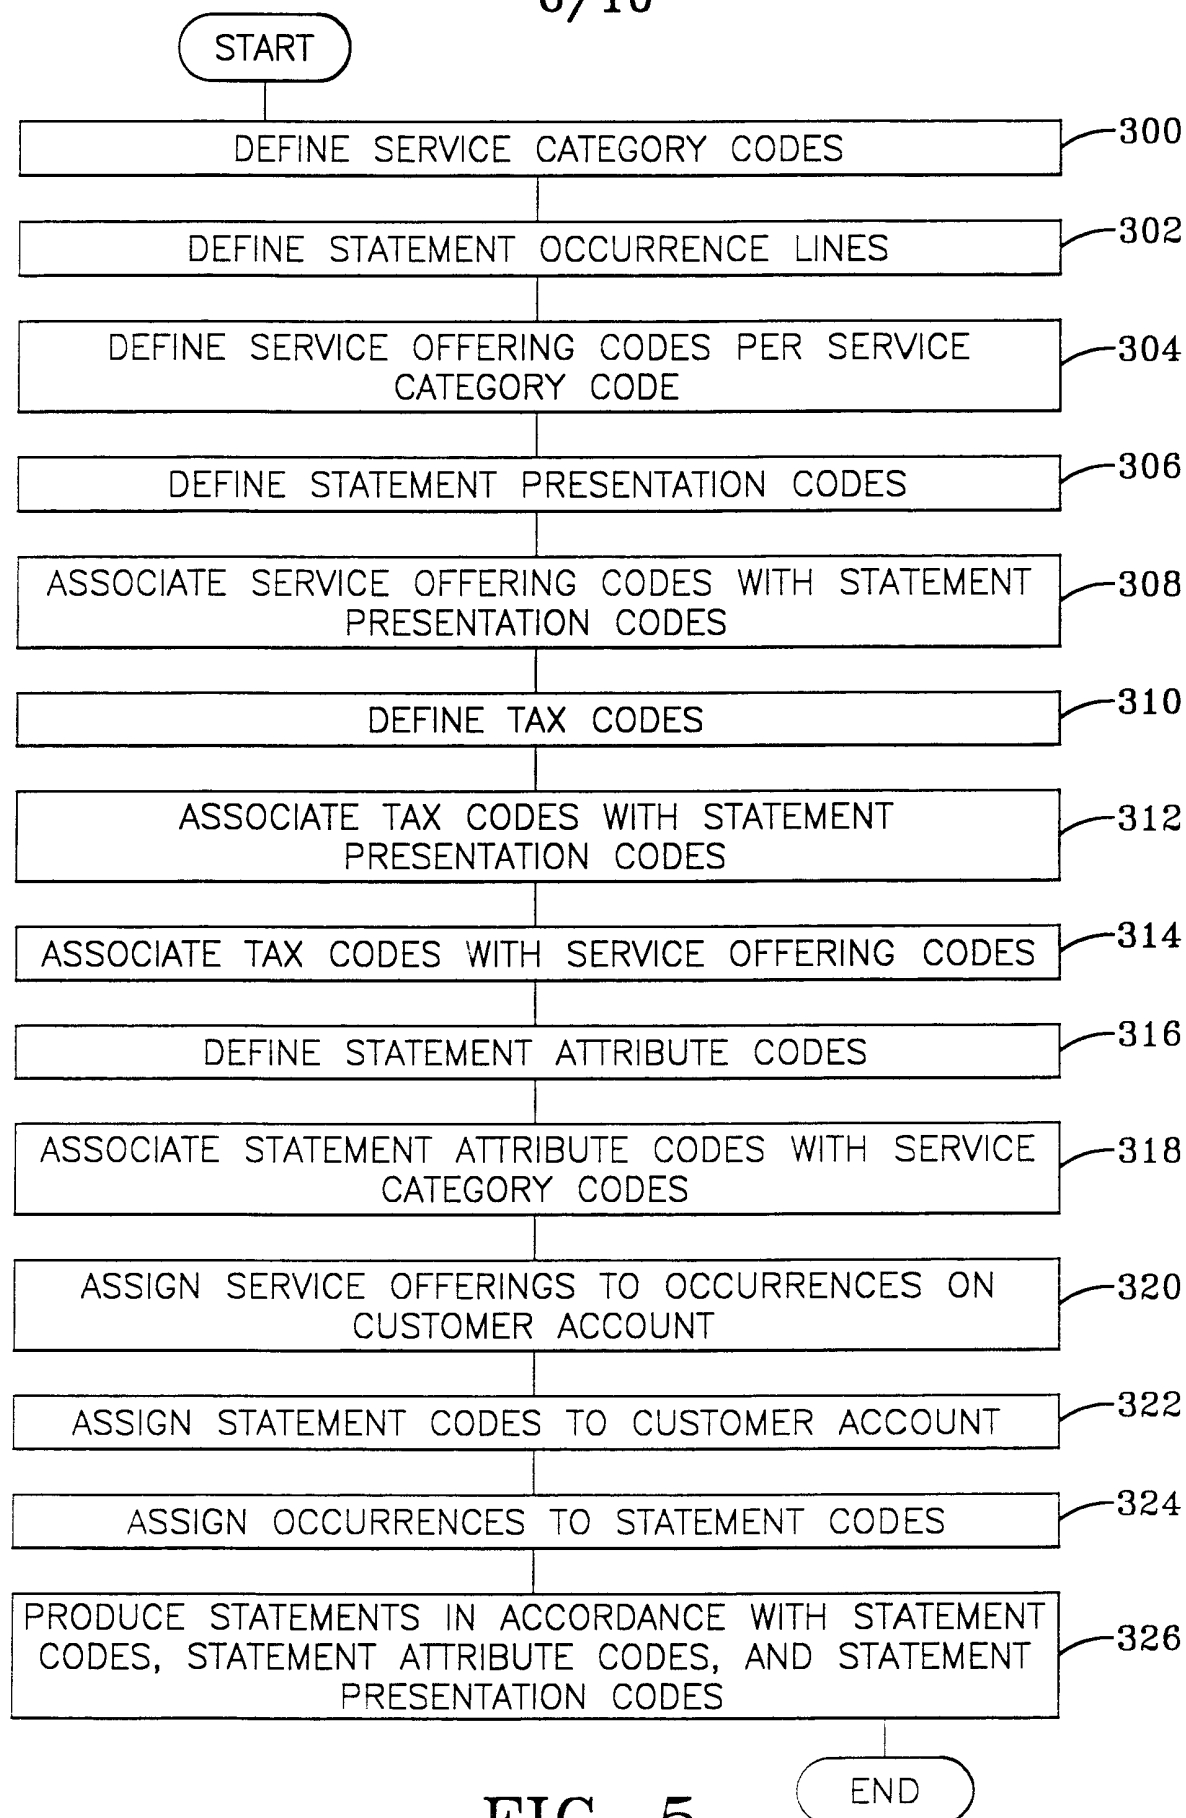 START
DEFINE SERVICE CATEGORY CODES
300
DEFINE STATEMENT OCCURRENCE LINES
302
DEFINE SERVICE OFFERING CODES PER SERVICE
CATEGORY CODE
304
DEFINE STATEMENT PRESENTATION CODES
306
ASSOCIATE SERVICE OFFERING CODES WITH STATEMENT
PRESENTATION CODES
308
DEFINE TAX CODES
310
ASSOCIATE TAX CODES WITH STATEMENT
PRESENTATION CODES
312
ASSOCIATE TAX CODES WITH SERVICE OFFERING CODES
314
DEFINE STATEMENT ATTRIBUTE CODES
316
ASSOCIATE STATEMENT ATTRIBUTE CODES WITH SERVICE
CATEGORY CODES
318
ASSIGN SERVICE OFFERINGS TO OCCURRENCES ON
CUSTOMER ACCOUNT
320
ASSIGN STATEMENT CODES TO CUSTOMER ACCOUNT
322
ASSIGN OCCURRENCES TO STATEMENT CODES
324
PRODUCE STATEMENTS IN ACCORDANCE WITH STATEMENT
CODES, STATEMENT ATTRIBUTE CODES, AND STATEMENT
PRESENTATION CODES
326
END